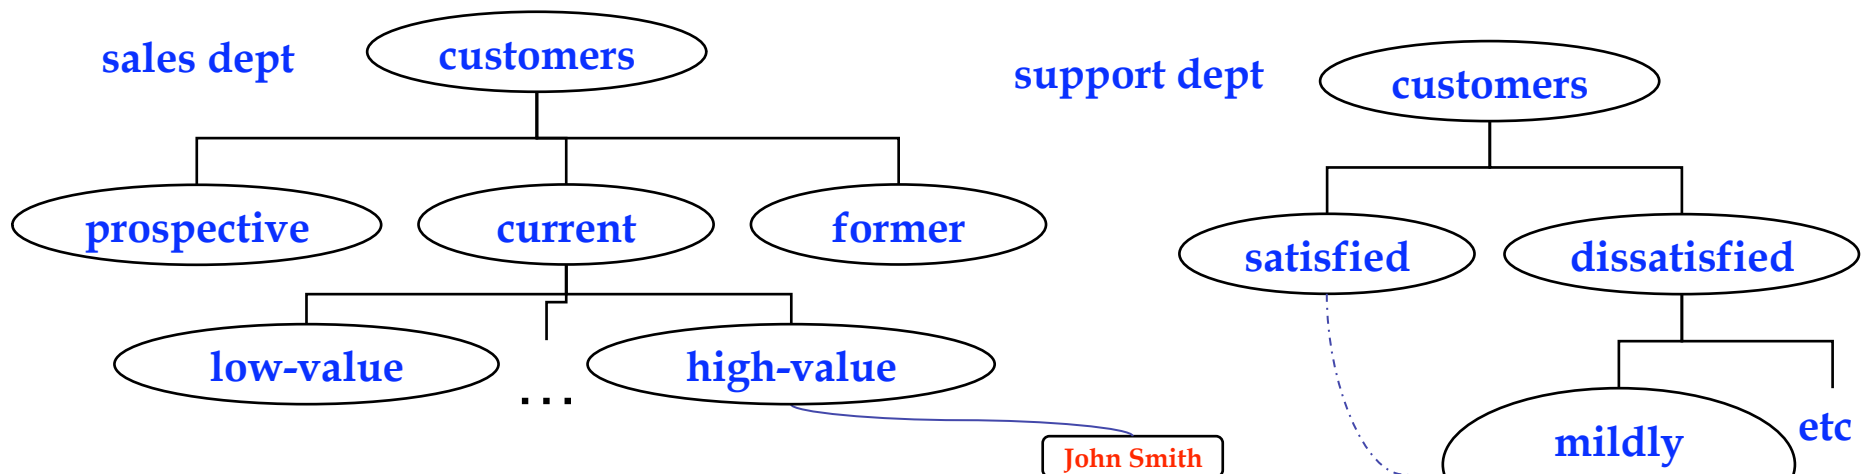 sales dept
customers
support dept
customers
prospective
current
former
satisfied
dissatisfied
low-value
...
high-value
mildly
etc
John Smith